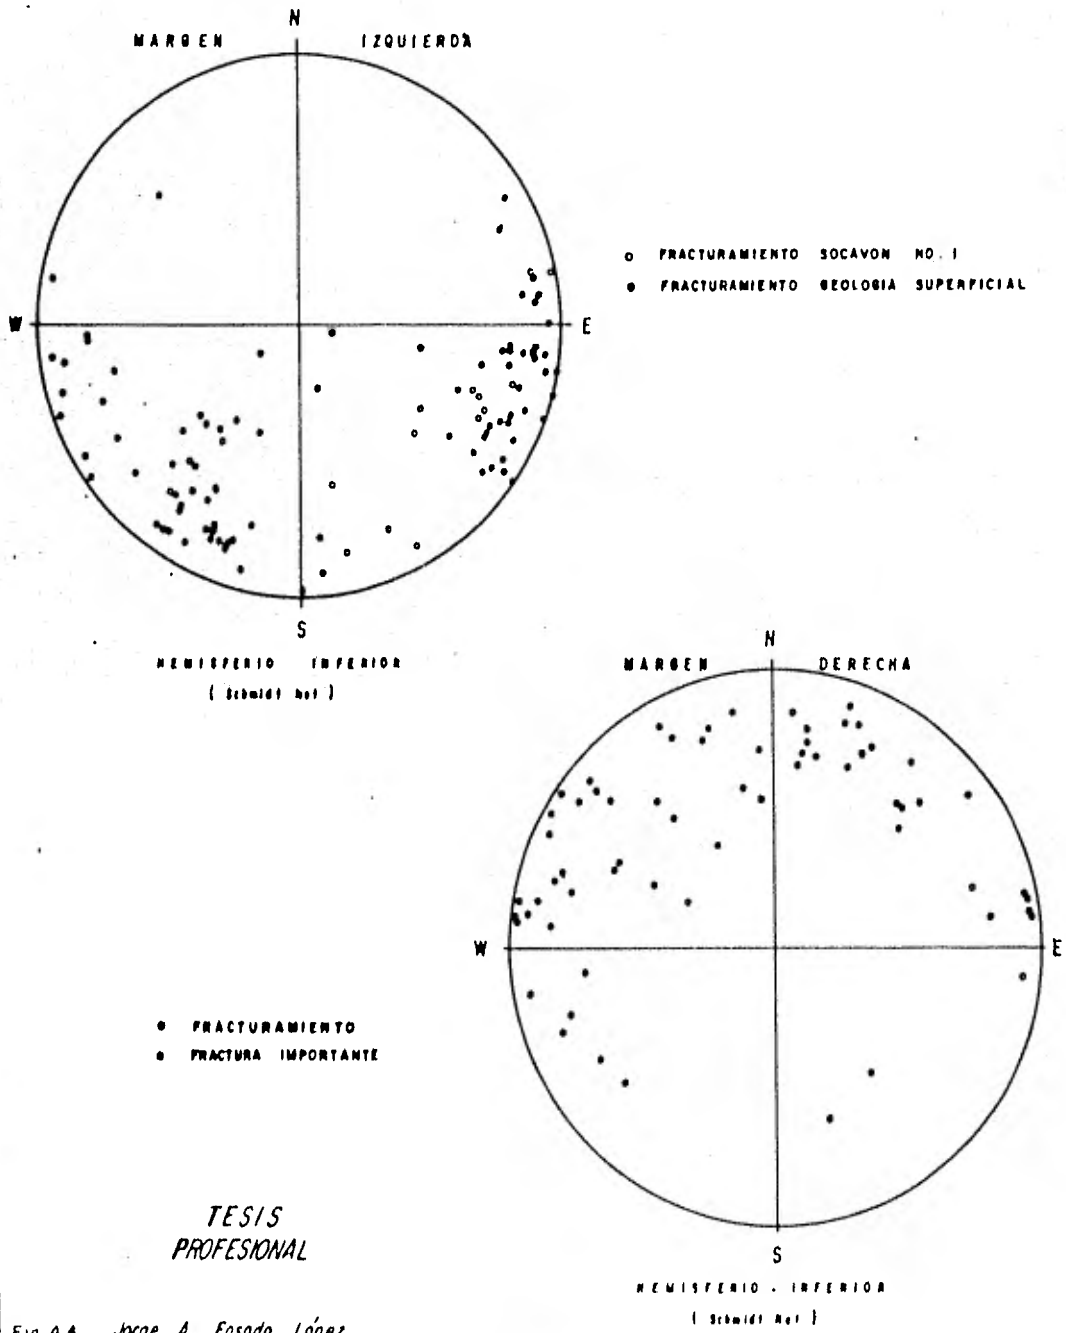 N
MARGEN IZQUIERDA
W E
S
○ FRACTURAMIENTO SOCAVON NO. 1
● FRACTURAMIENTO GEOLOGIA SUPERFICIAL
HEMISFERIO INFERIOR
( Schmidt Net )
N
MARGEN DERECHA
W E
S
● FRACTURAMIENTO
● FRACTURA IMPORTANTE
HEMISFERIO . INFERIOR
( Schmidt Net )
TESIS
PROFESIONAL
Jorge A. López